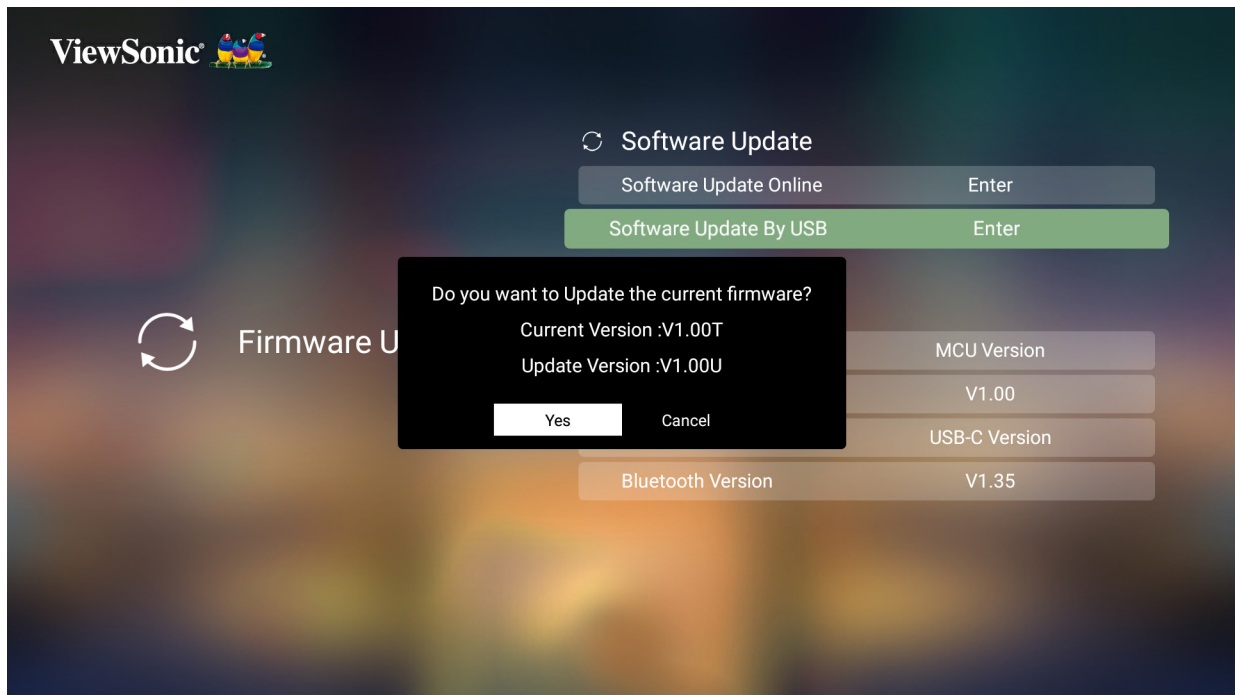 ViewSonic®
Software Update
Software Update Online Enter
Software Update By USB Enter
Do you want to Update the current firmware?
Current Version :V1.00T
Update Version :V1.00U
Yes Cancel
Firmware U
MCU Version
V1.00
USB-C Version
Bluetooth Version V1.35